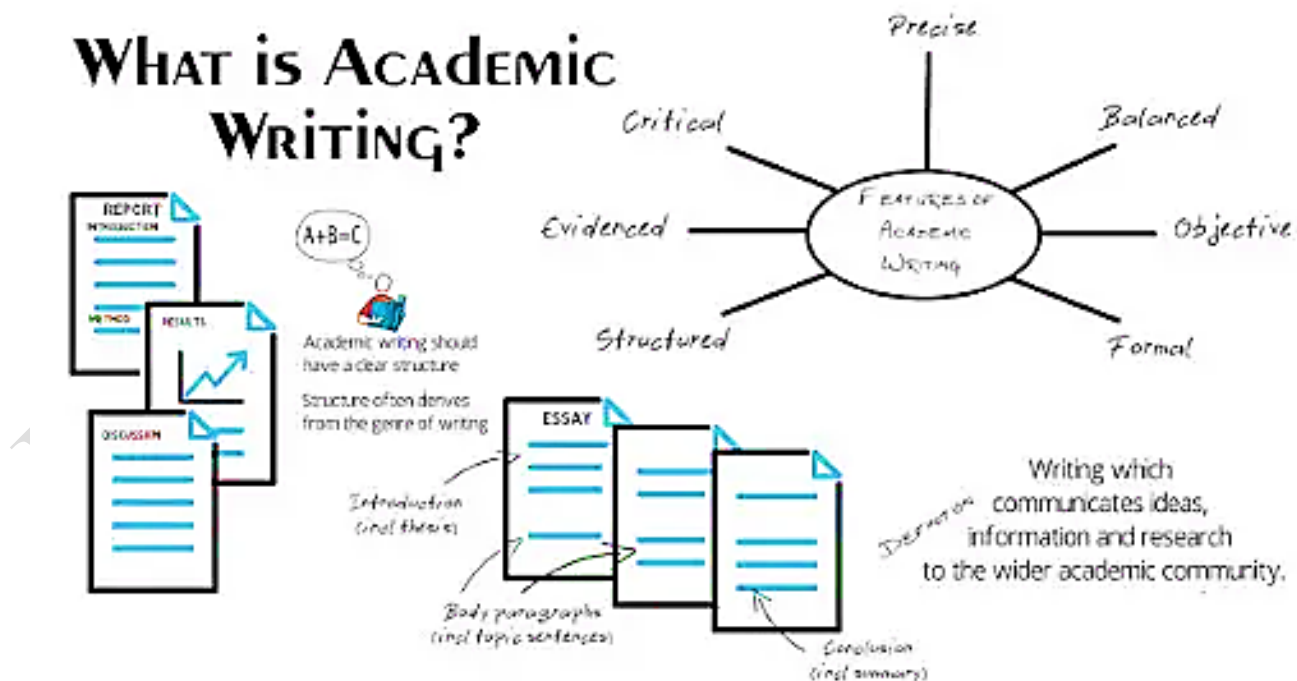 WHAT is ACADEMIC
WRITING?
Precise
Critical
Balanced
Evidenced
FEATURES OF
ACADEMIC
WRITING
Objective
Structured
Formal
REPORT
INTRODUCTION
METHOD
RESULTS
DISCUSSION
A+B=C
Academic writing should
have a clear structure
Structure often derives
from the genre of writing
ESSAY
Introduction
(incl thesis)
Body paragraphs
(incl topic sentences)
Conclusion
(incl summary)
DEFINITION
Writing which
communicates ideas,
information and research
to the wider academic community.